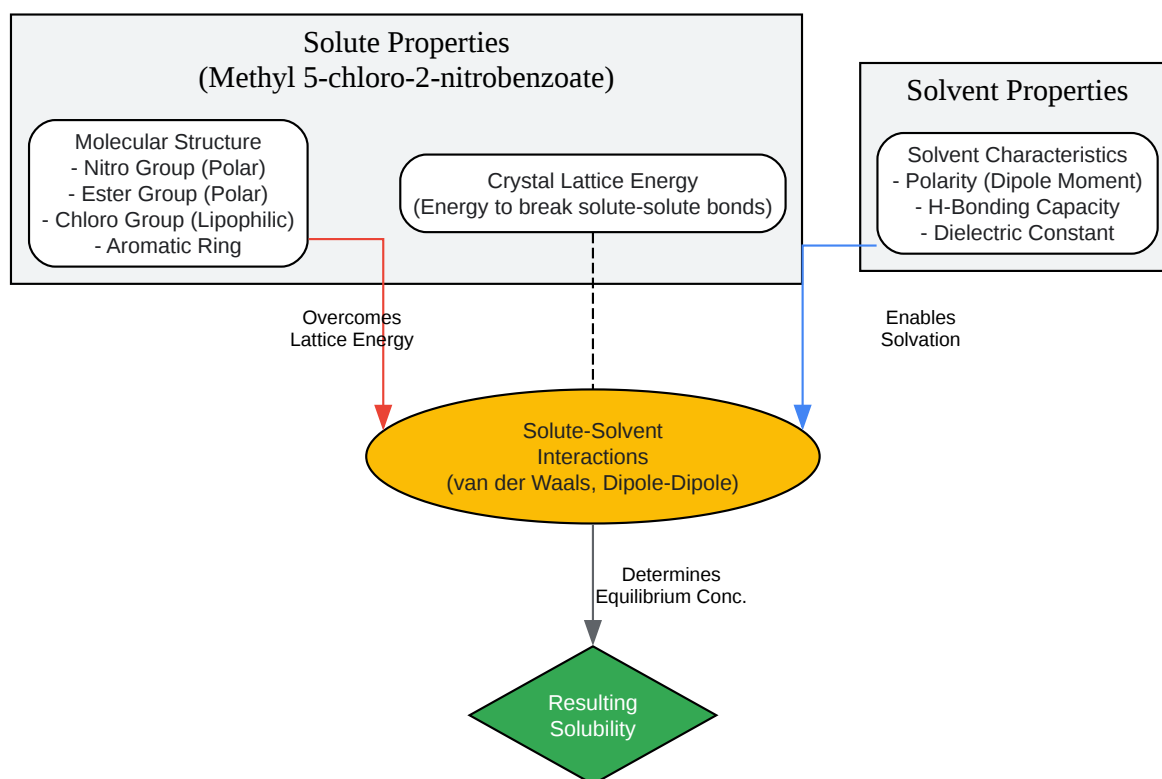 Solute Properties
(Methyl 5-chloro-2-nitrobenzoate)
Molecular Structure
- Nitro Group (Polar)
- Ester Group (Polar)
- Chloro Group (Lipophilic)
- Aromatic Ring
Crystal Lattice Energy
(Energy to break solute-solute bonds)
Solvent Properties
Solvent Characteristics
- Polarity (Dipole Moment)
- H-Bonding Capacity
- Dielectric Constant
Overcomes
Lattice Energy
Enables
Solvation
Solute-Solvent
Interactions
(van der Waals, Dipole-Dipole)
Determines
Equilibrium Conc.
Resulting
Solubility